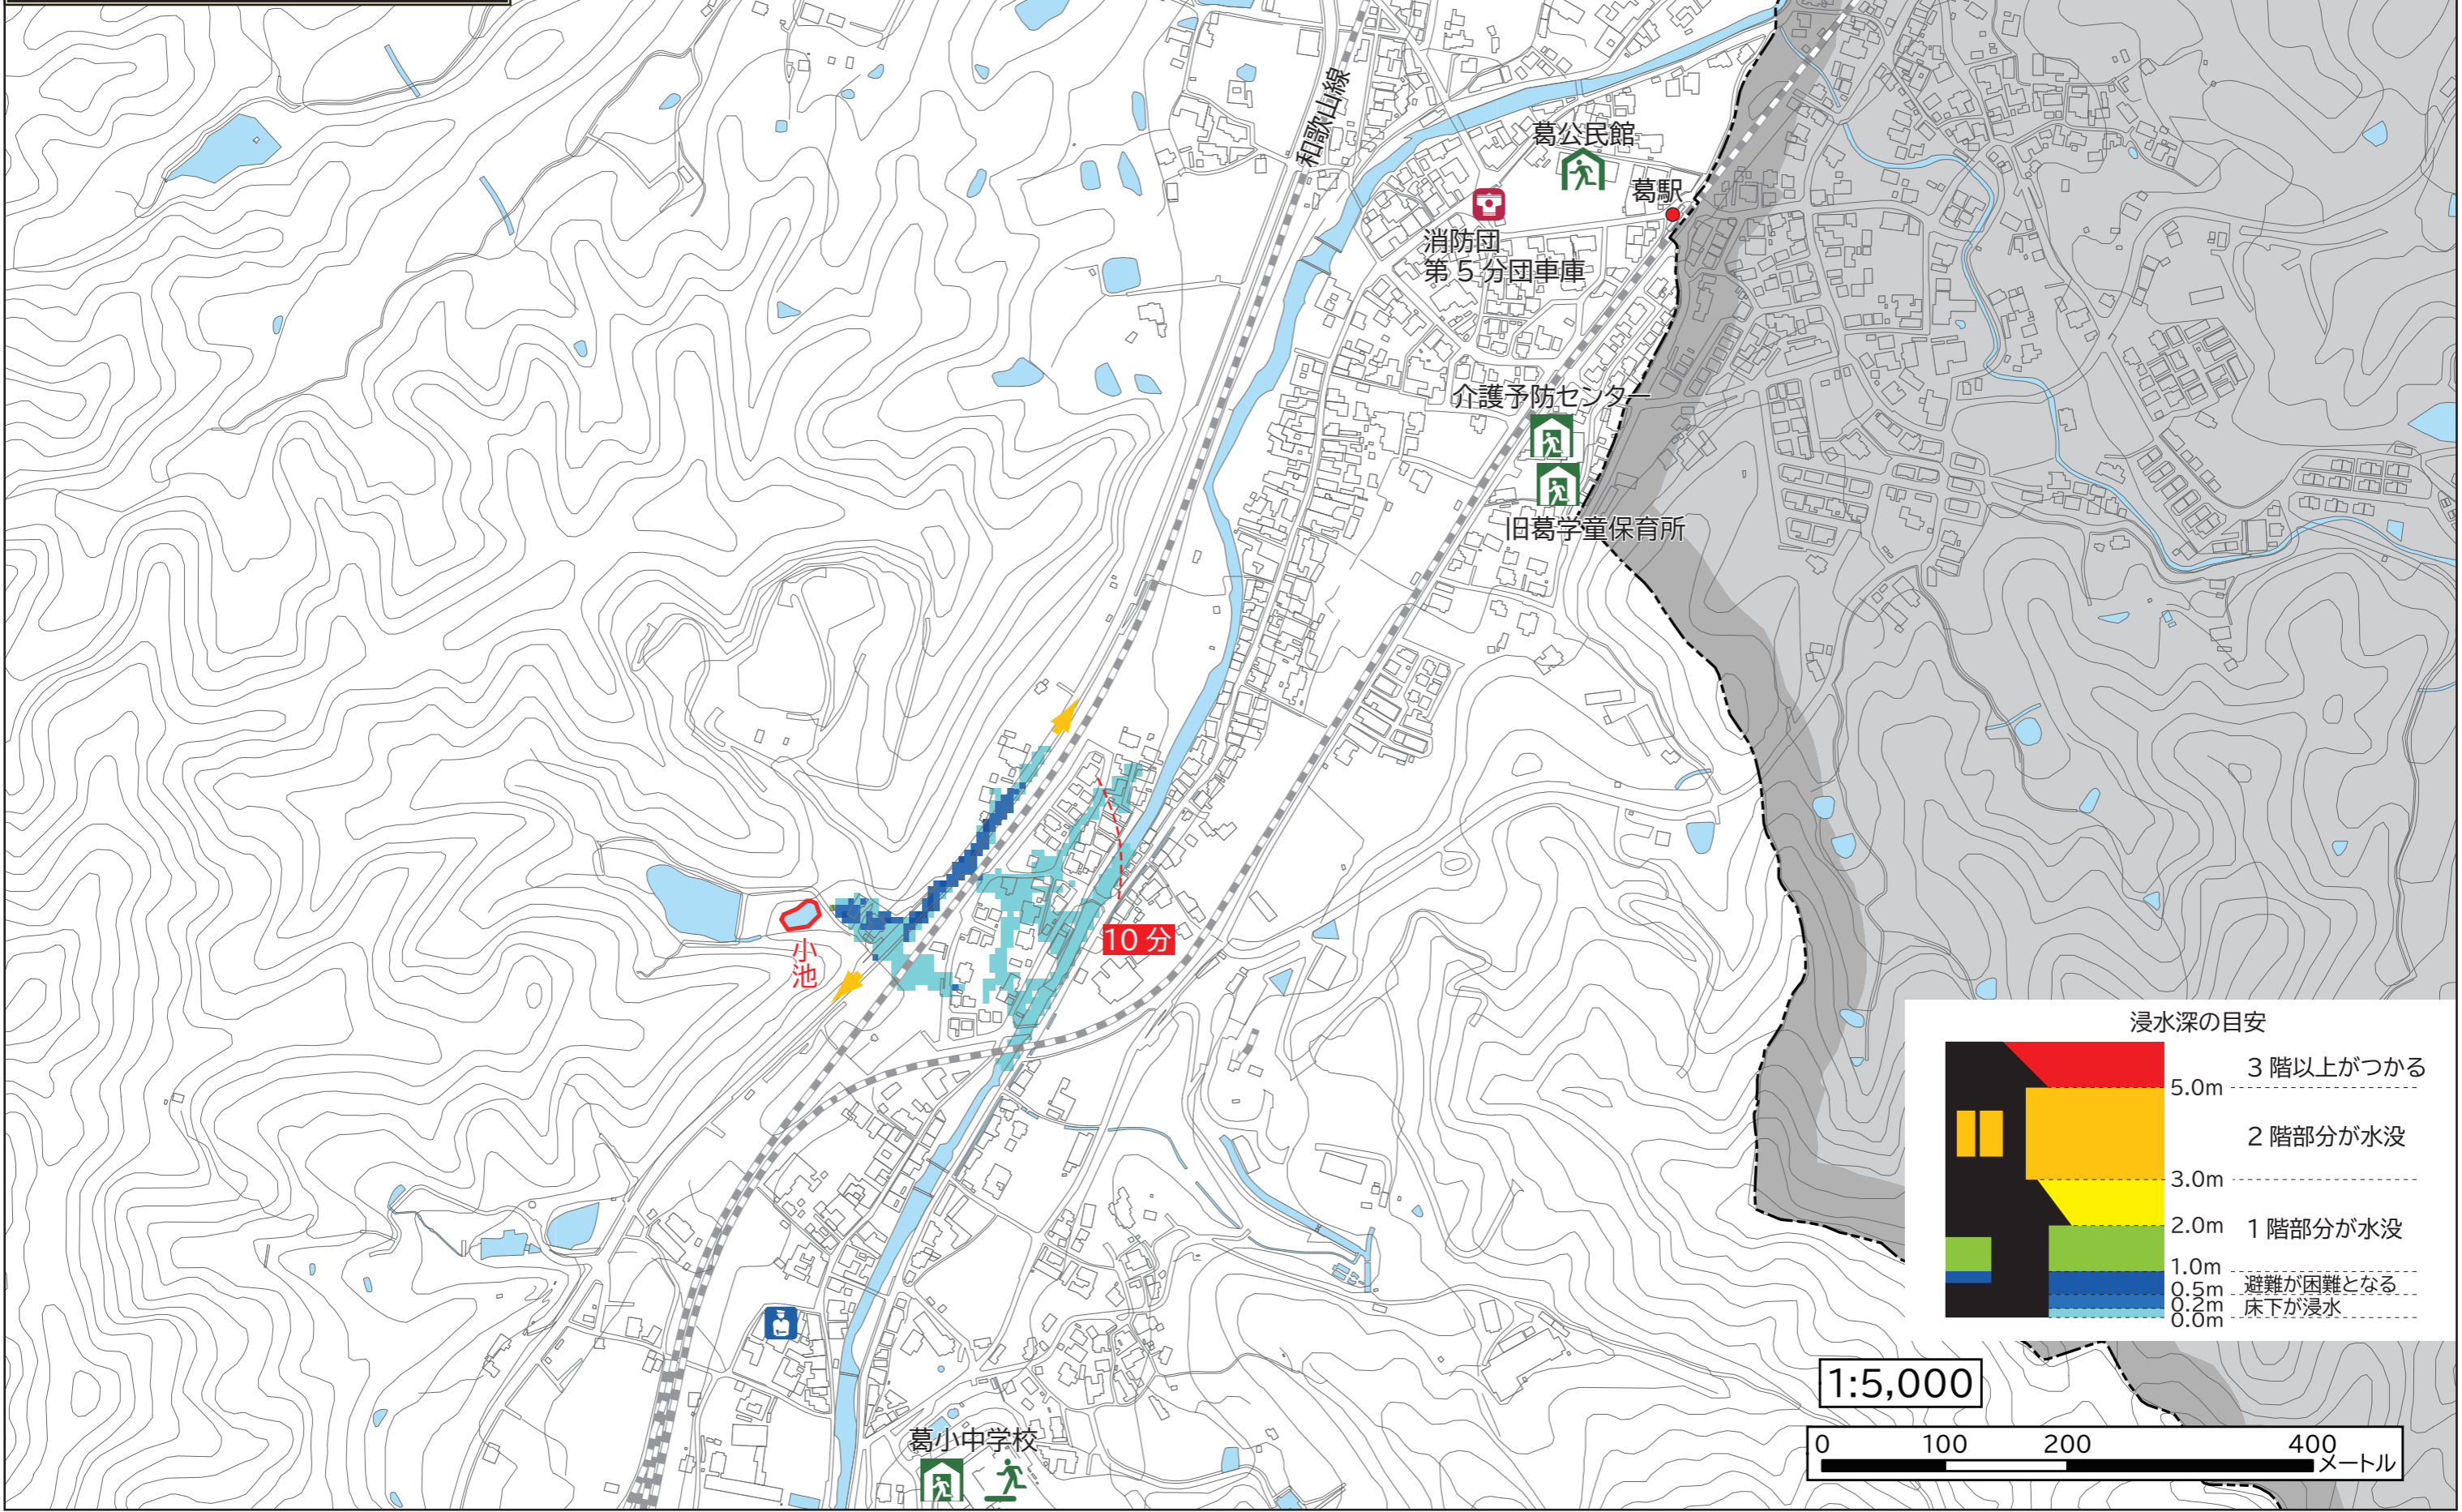 和歌山線
葛公民館
葛駅
消防団
第５分団車庫
介護予防センター
旧葛学童保育所
小池
10 分
浸水深の目安
3 階以上がつかる
5.0m
2 階部分が水没
3.0m
2.0m
1 階部分が水没
1.0m
0.5m
避難が困難となる
0.2m
床下が浸水
0.0m
1:5,000
0 100 200 400
メートル
葛小中学校